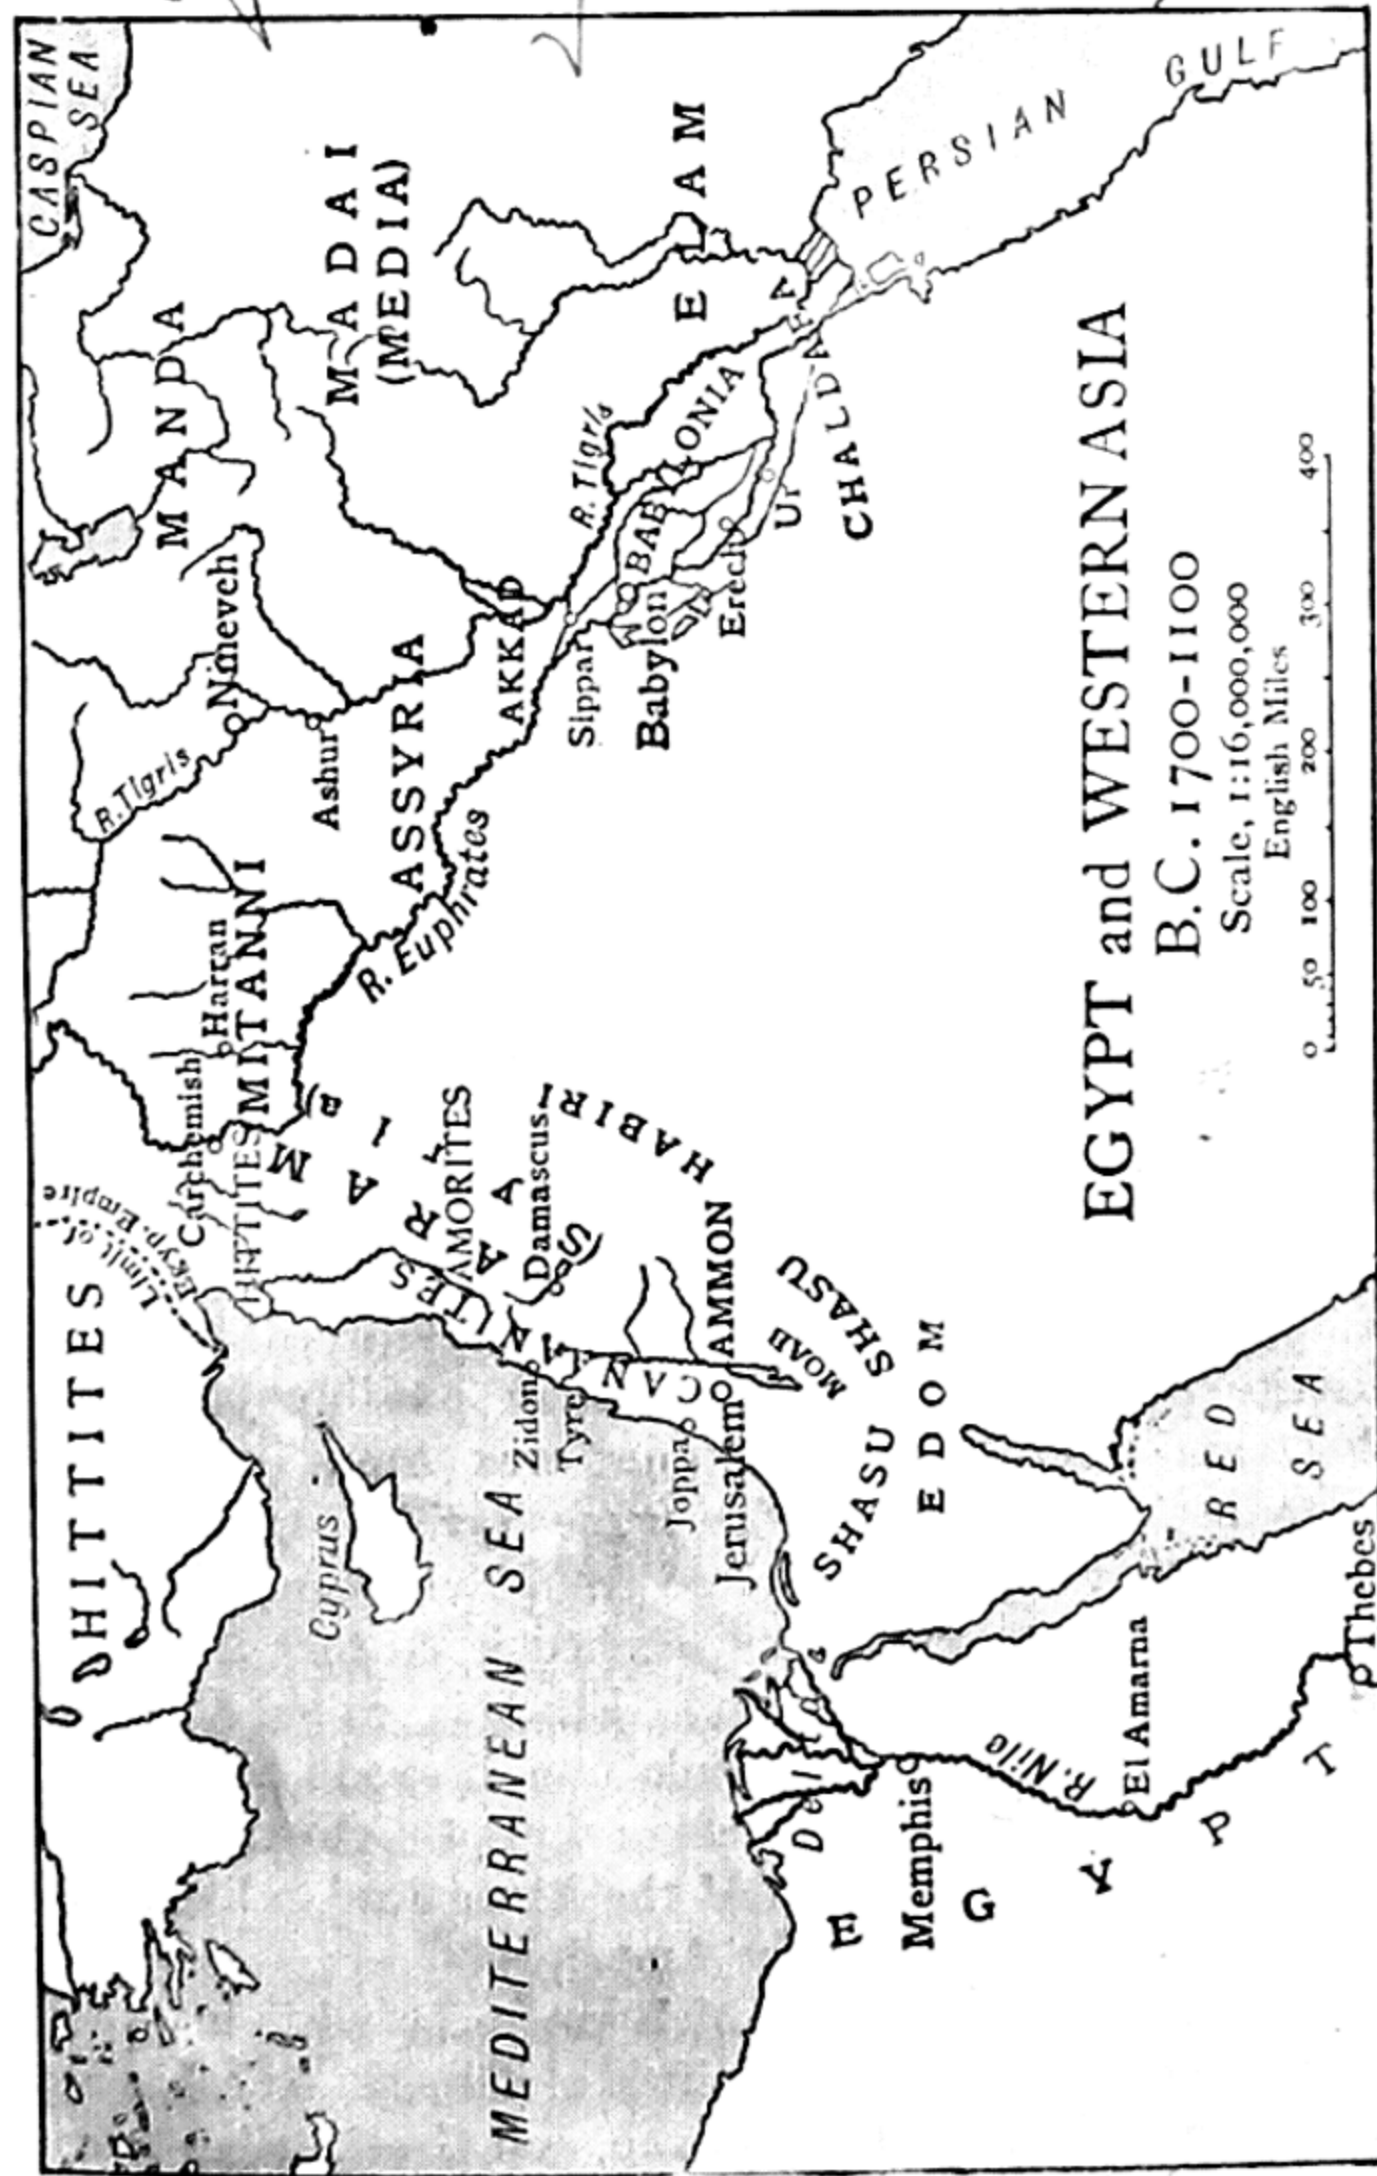 EGYPT and WESTERN ASIA
B.C. 1700-1100
Scale, 1:16,000,000
English Miles
0 50 100 200 300 400
CASPIAN
SEA
HITTITES
Limit of
Egyp. Empire
Carchemish
Harran
MITANNI
R. Tigris
Nineveh
MANDA
MADAI
(MEDIA)
Ashur
ASSYRIA
R. Euphrates
AKKAD
R. Tigris
Sippar
Babylon
BABYLONIA
Erech
Ur
CHALDAEA
ELAM
PERSIAN
GULF
Cyprus
MEDITERRANEAN SEA
HITTITES
ARAMI
(ARAMAEANS)
AMORITES
Damascus
HABIRI
CANAANITES
Zidon
Tyre
Joppa
Jerusalem
AMMON
MOAB
SHASU
SHASU
EDOM
RED
SEA
Delta
Memphis
R. Nile
El Amarna
Thebes
EGYPT